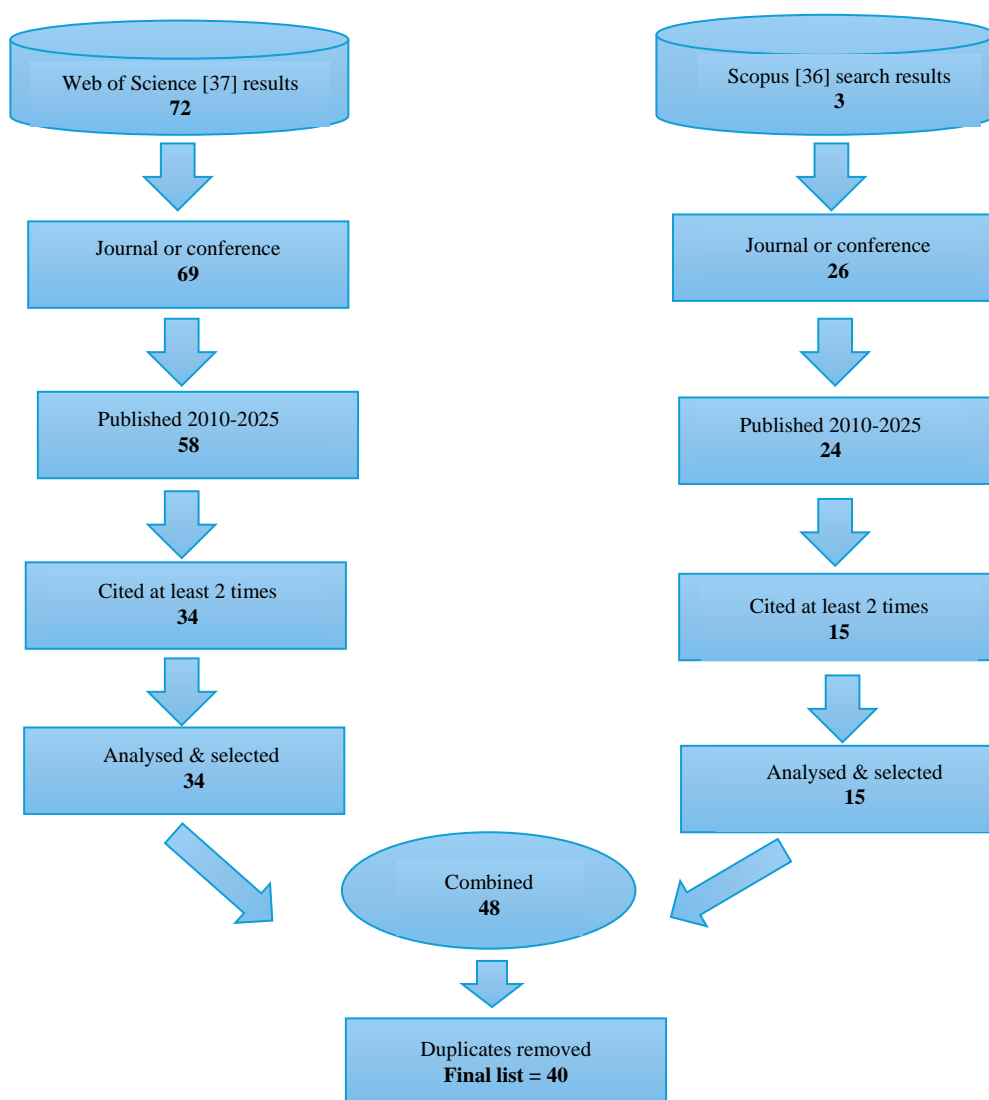 Web of Science [37] results
72
Journal or conference
69
Published 2010-2025
58
Cited at least 2 times
34
Analysed & selected
34
Scopus [36] search results
3
Journal or conference
26
Published 2010-2025
24
Cited at least 2 times
15
Analysed & selected
15
Combined
48
Duplicates removed
Final list = 40